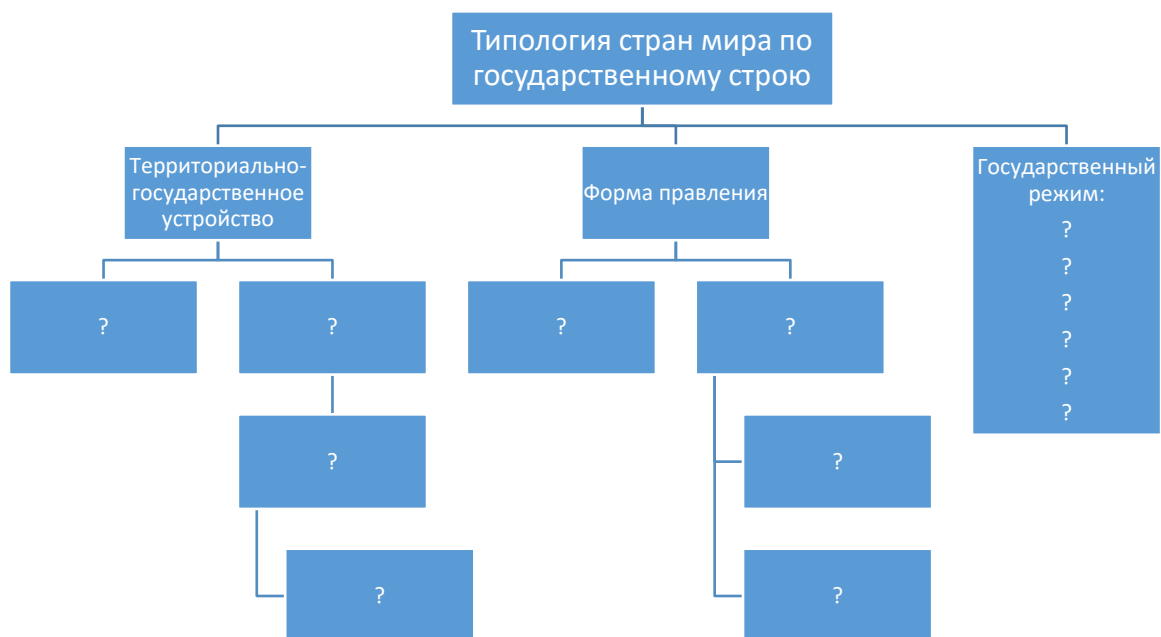 Типология стран мира по
государственному строю
Территориально-
государственное
устройство
Форма правления
Государственный
режим:
?
?
?
?
?
?
?
?
?
?
?
?
?
?